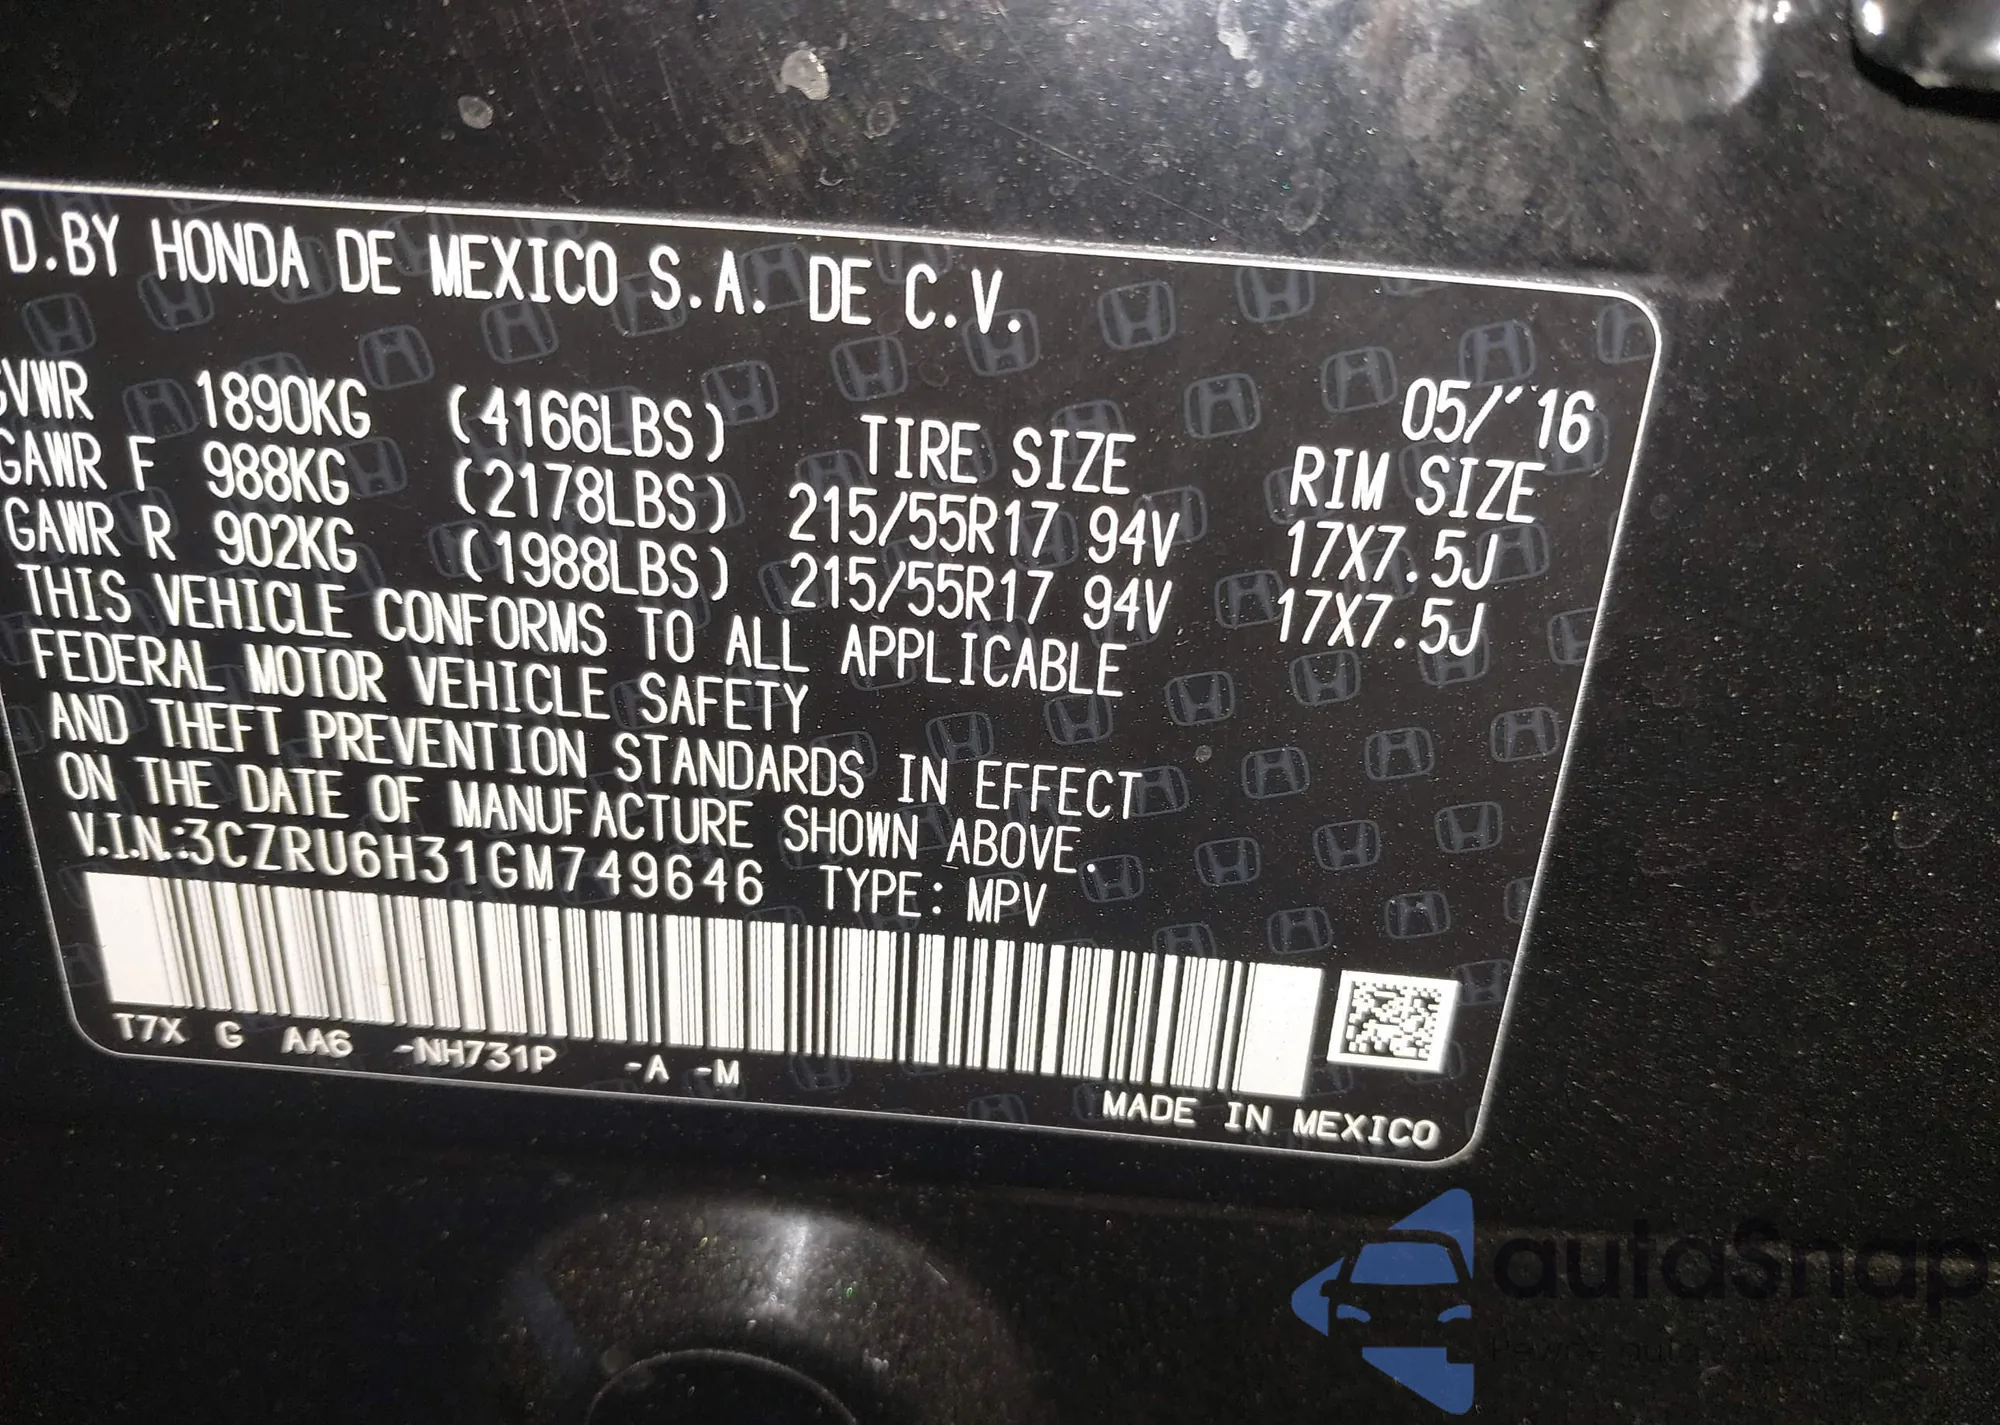 D.BY HONDA DE MEXICO S.A. DE C.V.
05/'16
GVWR 1890KG (4166LBS) TIRE SIZE RIM SIZE
GAWR F 988KG (2178LBS) 215/55R17 94V 17X7.5J
GAWR R 902KG (1988LBS) 215/55R17 94V 17X7.5J
THIS VEHICLE CONFORMS TO ALL APPLICABLE
FEDERAL MOTOR VEHICLE SAFETY
AND THEFT PREVENTION STANDARDS IN EFFECT
ON THE DATE OF MANUFACTURE SHOWN ABOVE.
V.I.N.:3CZRU6H31GM749646 TYPE: MPV
T7X G AA6 -NH731P -A -M
MADE IN MEXICO
autoSnap